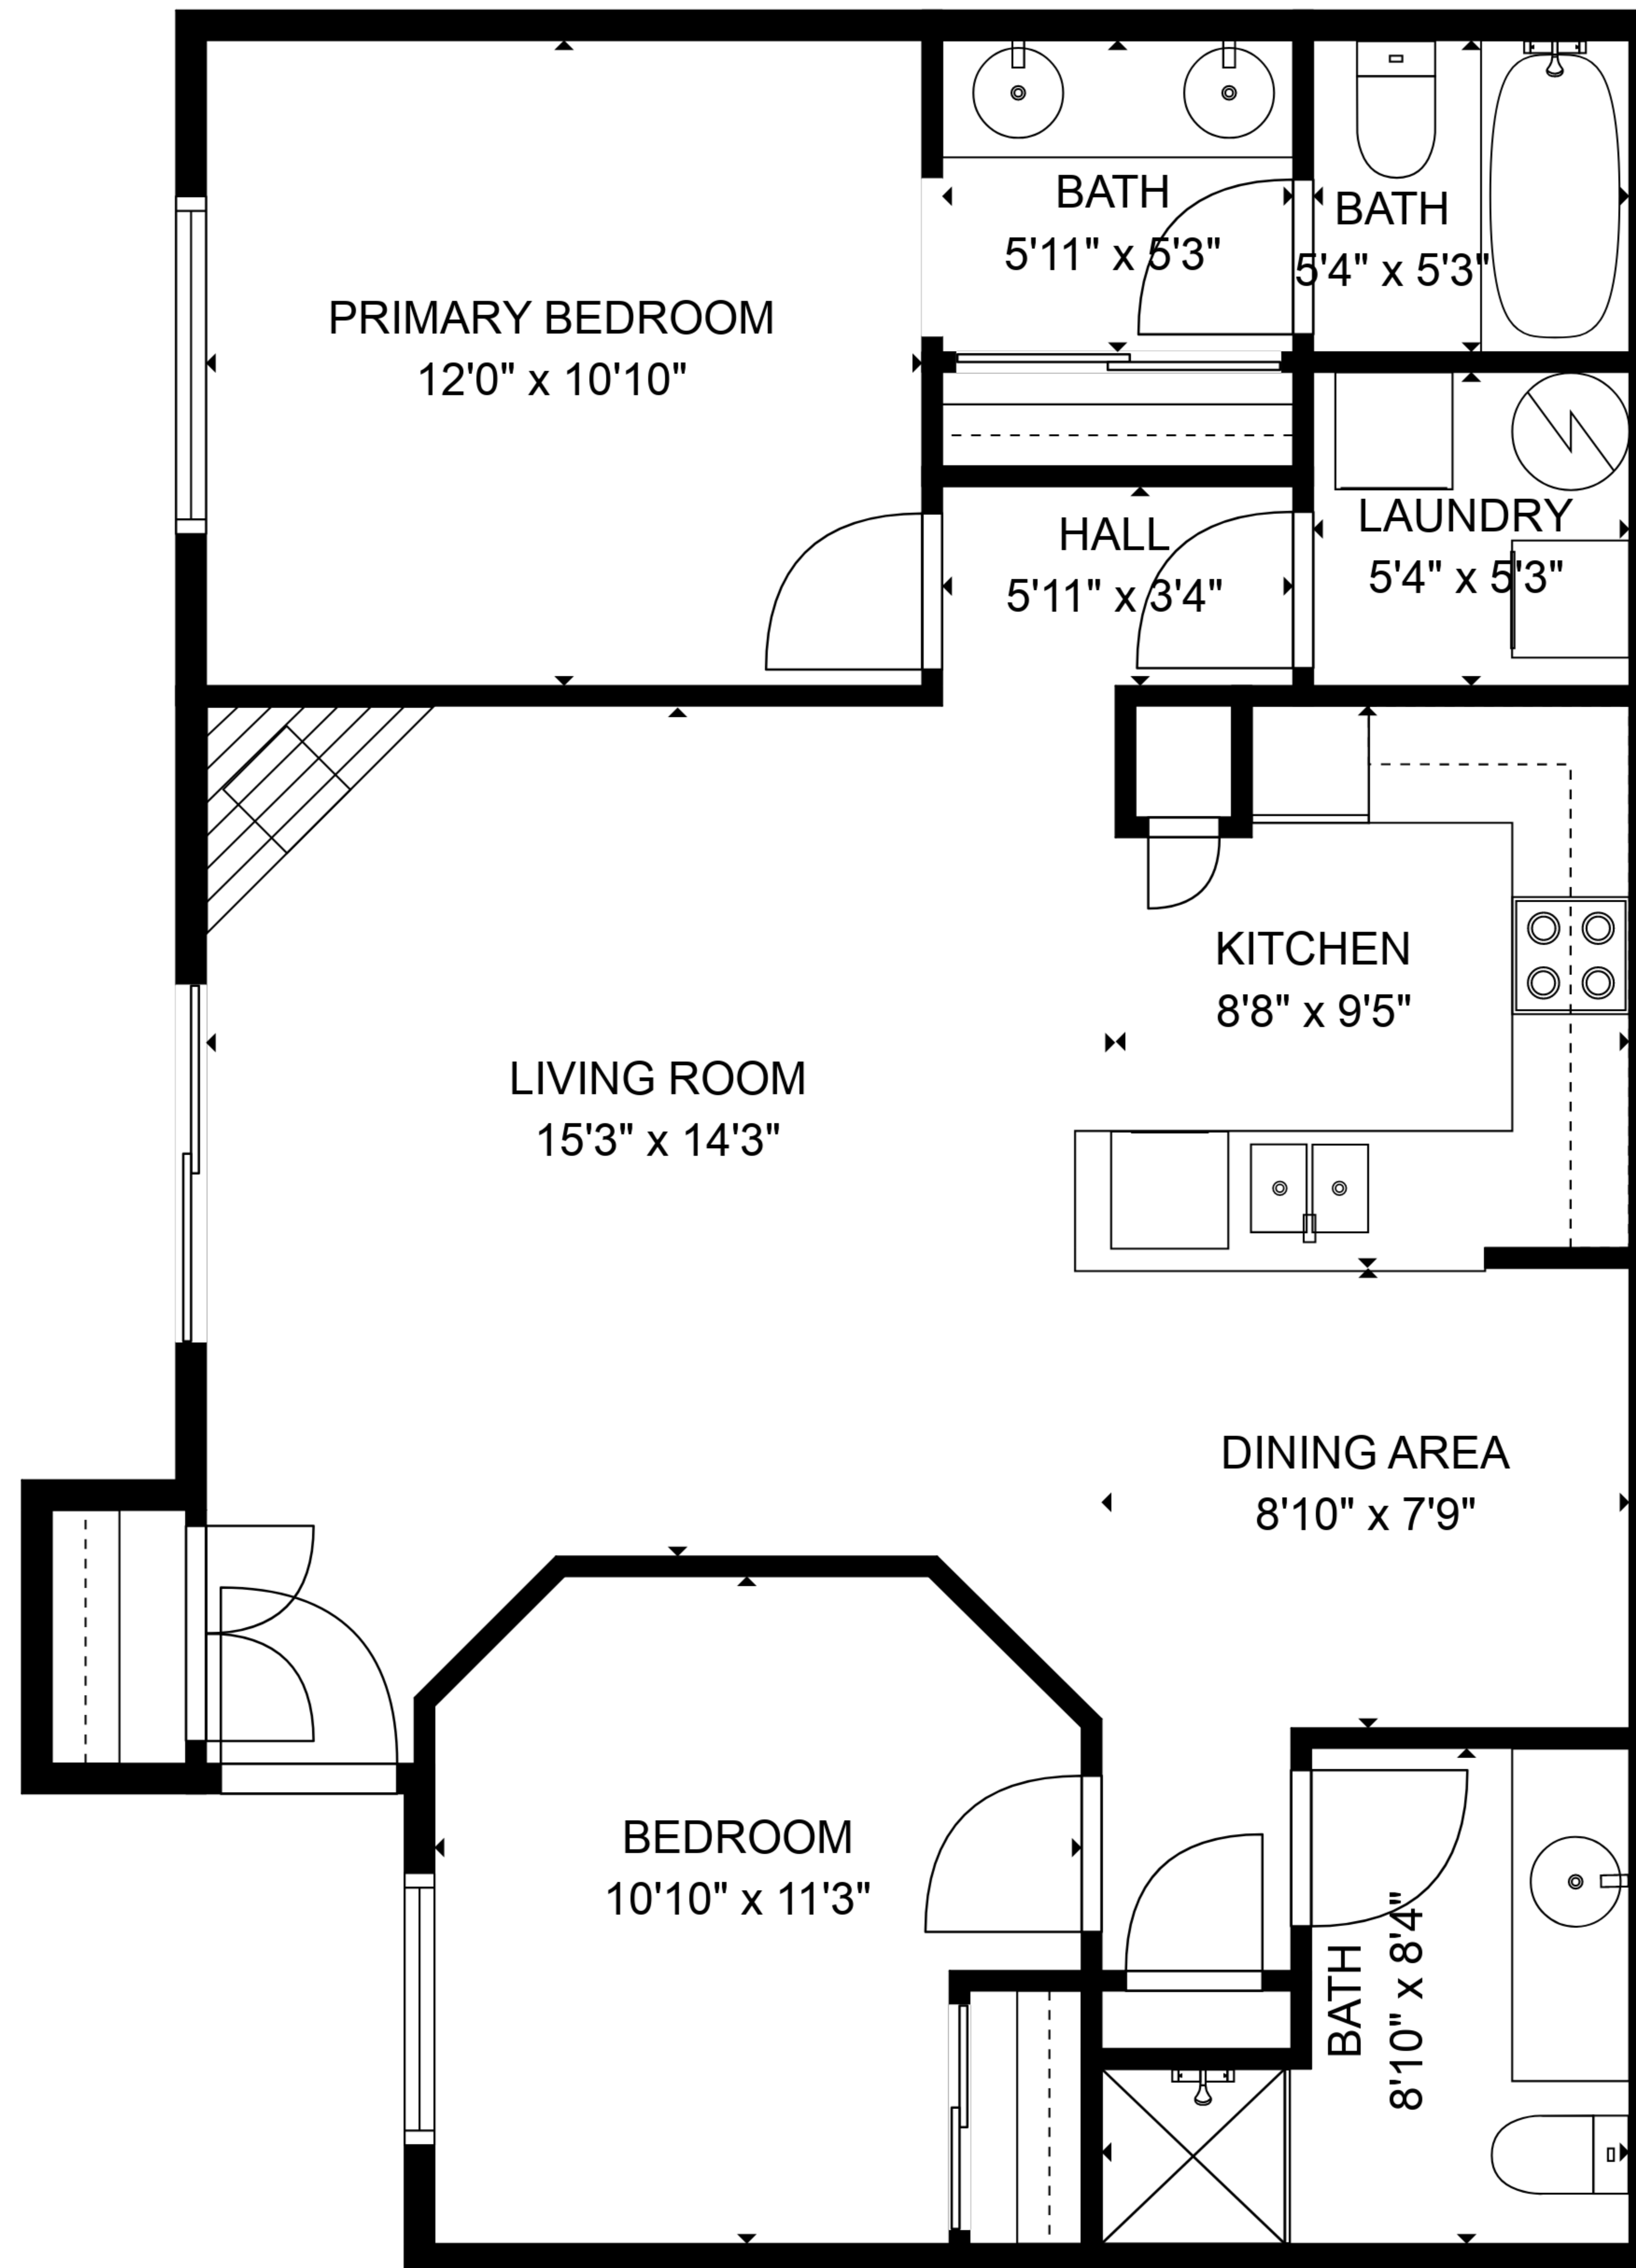 BATH
5'11" x 5'3"
BATH
5'4" x 5'3"
PRIMARY BEDROOM
12'0" x 10'10"
HALL
5'11" x 3'4"
LAUNDRY
5'4" x 5'3"
KITCHEN
8'8" x 9'5"
LIVING ROOM
15'3" x 14'3"
DINING AREA
8'10" x 7'9"
BEDROOM
10'10" x 11'3"
BATH
8'10" x 8'4"